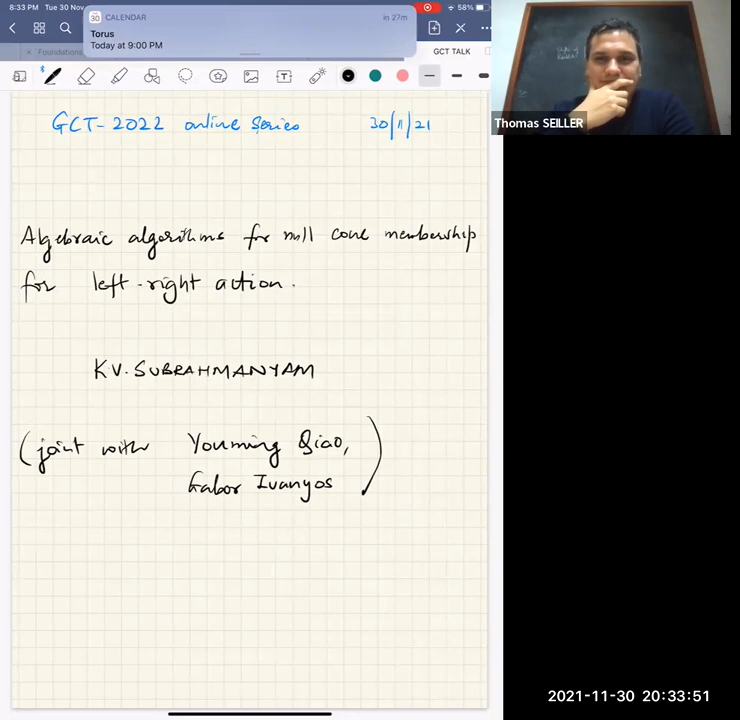 8:33 PM Tue 30 Nov
58%
CALENDAR
in 27m
30
Torus
Today at 9:00 PM
Foundations
GCT TALK
GCT-2022 online Series 30/11/21
Algebraic algorithms for null cone membership
for left-right action.
K.V. SUBRAHMANYAM
(joint with Youming Qiao,
Gabor Ivanyos)
Thomas SEILLER
2021-11-30 20:33:51